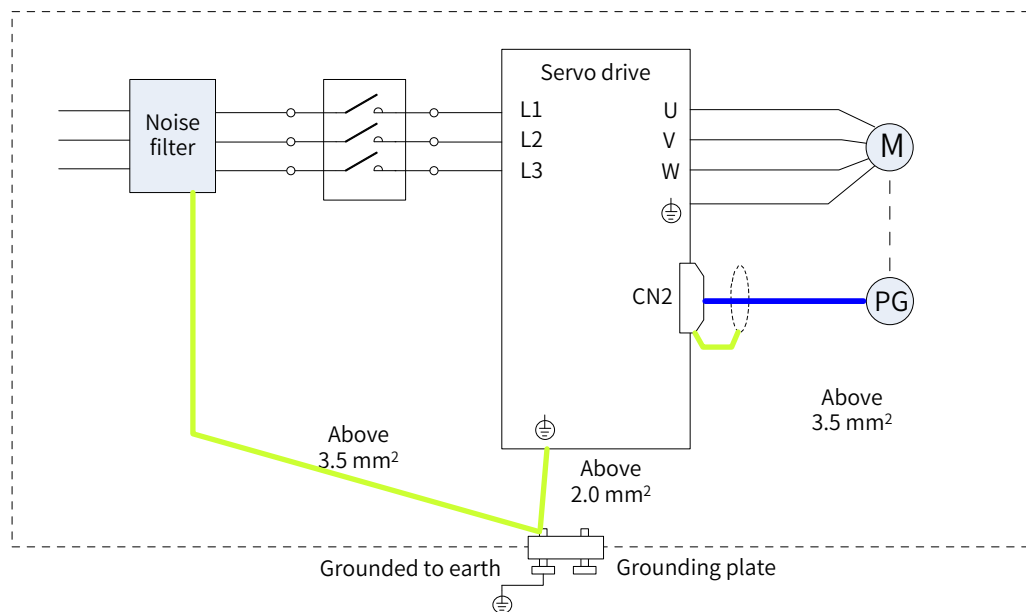 Servo drive
Noise
filter
L1
L2
L3
U
V
W
M
CN2
PG
Above
3.5 mm²
Above
3.5 mm²
Above
2.0 mm²
Grounded to earth
Grounding plate